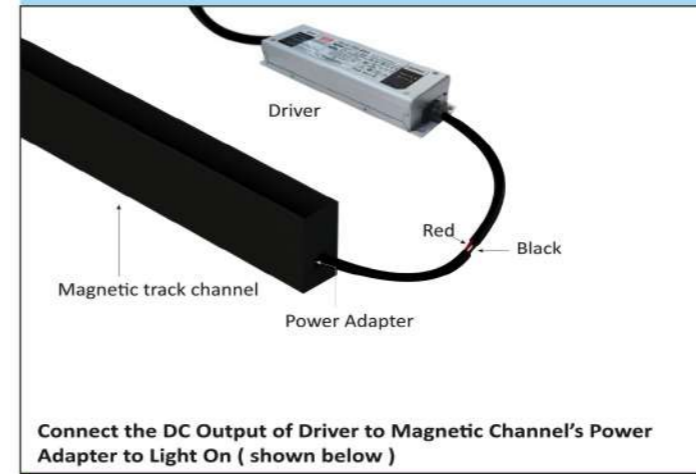 Driver
Red
Black
Magnetic track channel
Power Adapter
Connect the DC Output of Driver to Magnetic Channel's Power
Adapter to Light On ( shown below )